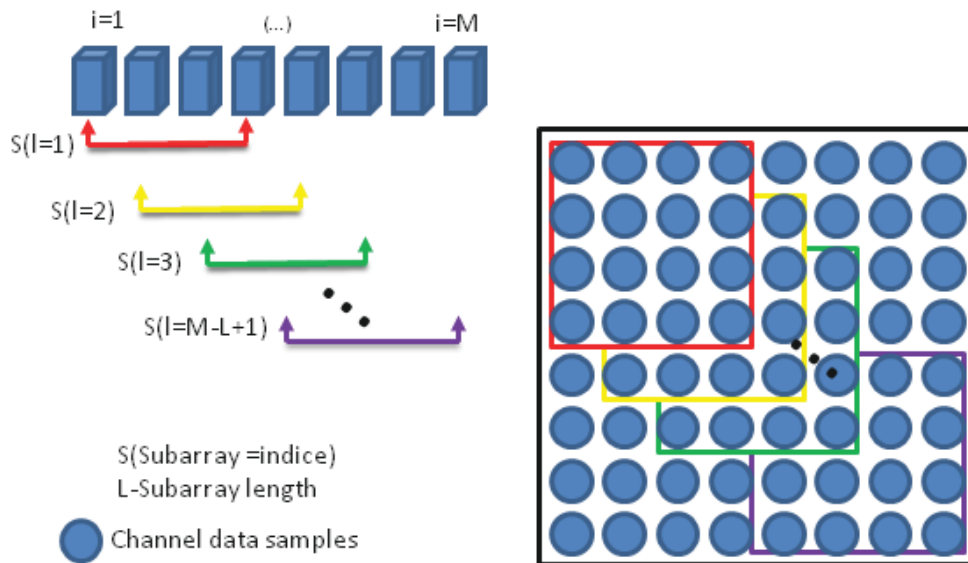 i=1 (...) i=M
S(l=1)
S(l=2)
S(l=3)
S(l=M-L+1)
S(Subarray =indice)
L-Subarray length
Channel data samples